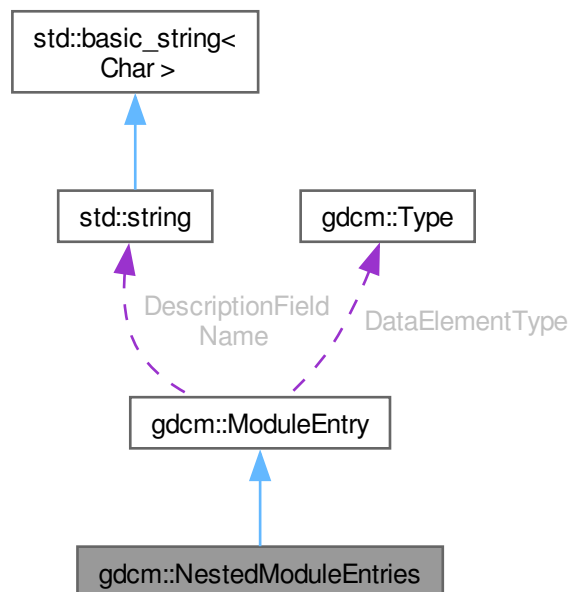 std::basic_string<
Char >
std::string
gdcm::Type
DescriptionField
Name
DataElementType
gdcm::ModuleEntry
gdcm::NestedModuleEntries